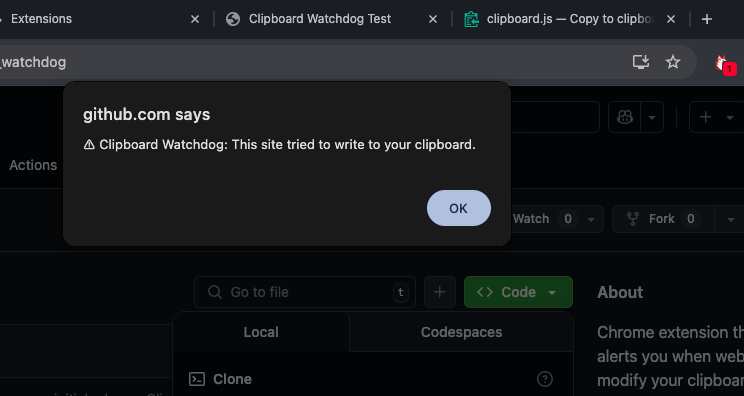 Extensions
Clipboard Watchdog Test
clipboard.js — Copy to clipbo
_watchdog
1
github.com says
⚠ Clipboard Watchdog: This site tried to write to your clipboard.
OK
Actions
Watch 0
Fork 0
Go to file
t
Code
About
Local
Codespaces
Chrome extension th
alerts you when web
modify your clipboar
Clone